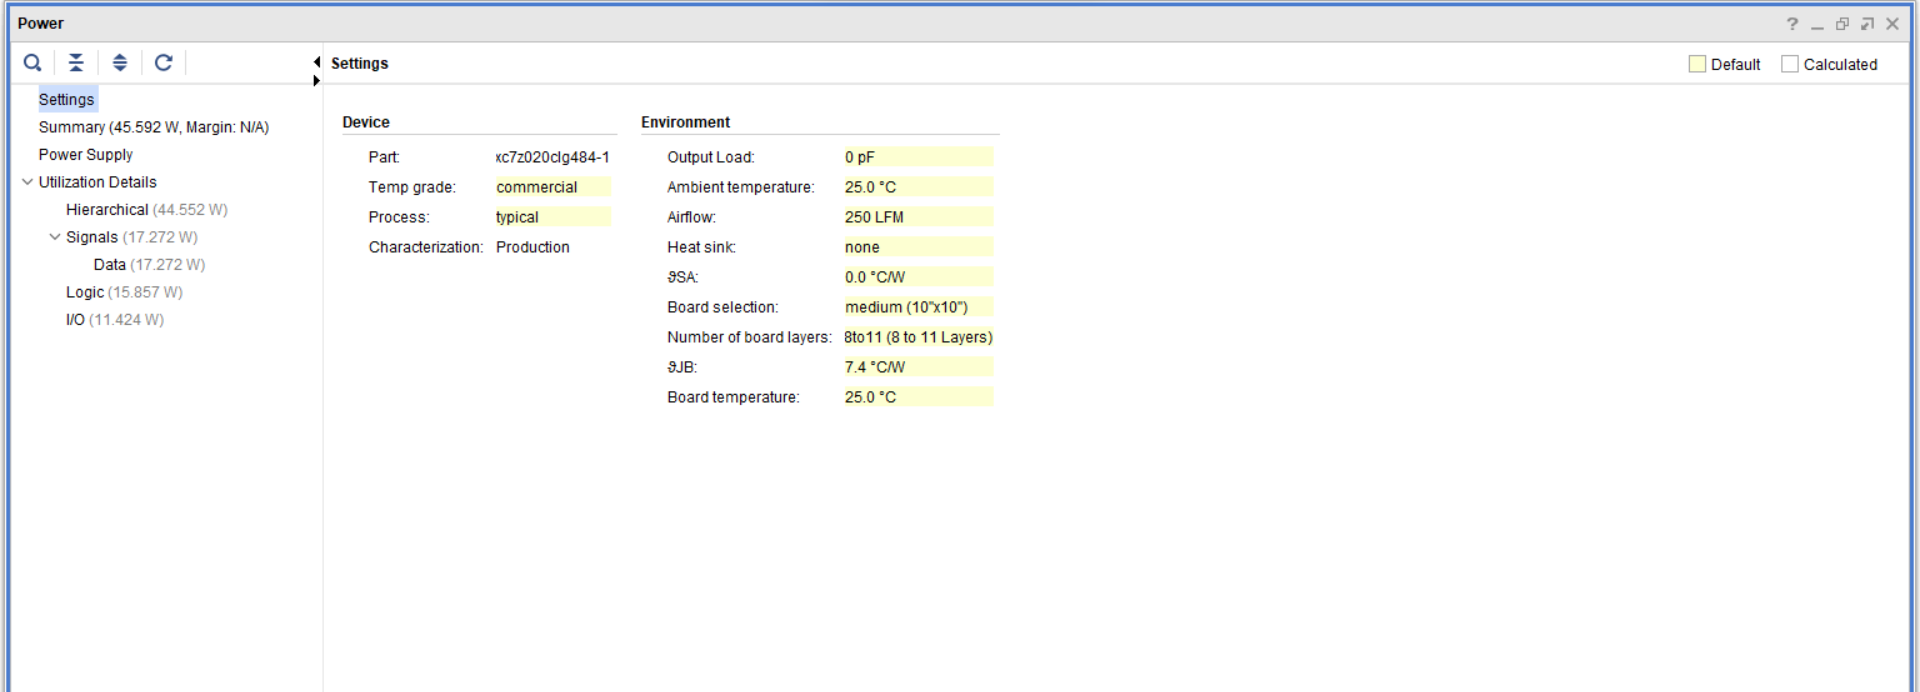 Power
Settings
Default
Calculated
Settings
Summary (45.592 W, Margin: N/A)
Power Supply
Utilization Details
Hierarchical (44.552 W)
Signals (17.272 W)
Data (17.272 W)
Logic (15.857 W)
I/O (11.424 W)
Device
Part: xc7z020clg484-1
Temp grade: commercial
Process: typical
Characterization: Production
Environment
Output Load: 0 pF
Ambient temperature: 25.0 °C
Airflow: 250 LFM
Heat sink: none
ϑSA: 0.0 °C/W
Board selection: medium (10"x10")
Number of board layers: 8to11 (8 to 11 Layers)
ϑJB: 7.4 °C/W
Board temperature: 25.0 °C